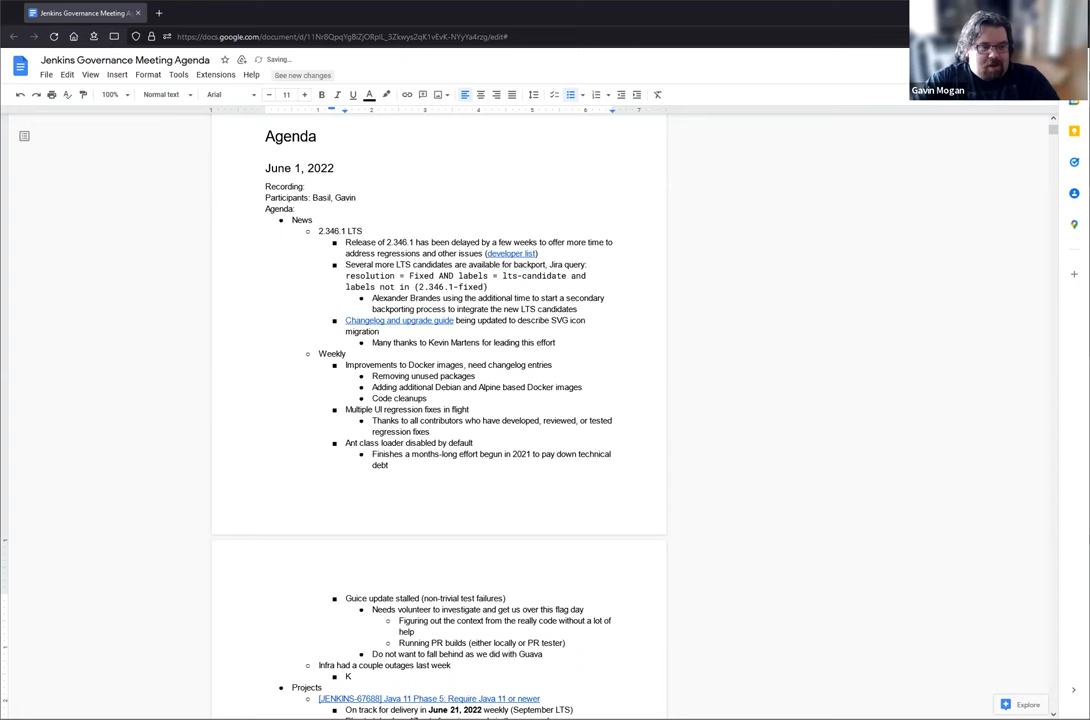 Jenkins Governance Meeting A
https://docs.google.com/document/d/11Nr8QpqYgBiZjORplL_3Zkwys2qK1vEvK-NYyYa4rzg/edit#
Gavin Mogan
Jenkins Governance Meeting Agenda
Saving...
File Edit View Insert Format Tools Extensions Help
See new changes
100% Normal text Arial 11
Agenda
June 1, 2022
Recording:
Participants: Basil, Gavin
Agenda:
News
2.346.1 LTS
Release of 2.346.1 has been delayed by a few weeks to offer more time to
address regressions and other issues (developer list)
Several more LTS candidates are available for backport, Jira query:
resolution = Fixed AND labels = lts-candidate and
labels not in (2.346.1-fixed)
Alexander Brandes using the additional time to start a secondary
backporting process to integrate the new LTS candidates
Changelog and upgrade guide being updated to describe SVG icon
migration
Many thanks to Kevin Martens for leading this effort
Weekly
Improvements to Docker images, need changelog entries
Removing unused packages
Adding additional Debian and Alpine based Docker images
Code cleanups
Multiple UI regression fixes in flight
Thanks to all contributors who have developed, reviewed, or tested
regression fixes
Ant class loader disabled by default
Finishes a months-long effort begun in 2021 to pay down technical
debt
Guice update stalled (non-trivial test failures)
Needs volunteer to investigate and get us over this flag day
Figuring out the context from the really code without a lot of
help
Running PR builds (either locally or PR tester)
Do not want to fall behind as we did with Guava
Infra had a couple outages last week
K
Projects
[JENKINS-67688] Java 11 Phase 5: Require Java 11 or newer
On track for delivery in June 21, 2022 weekly (September LTS)
Explore